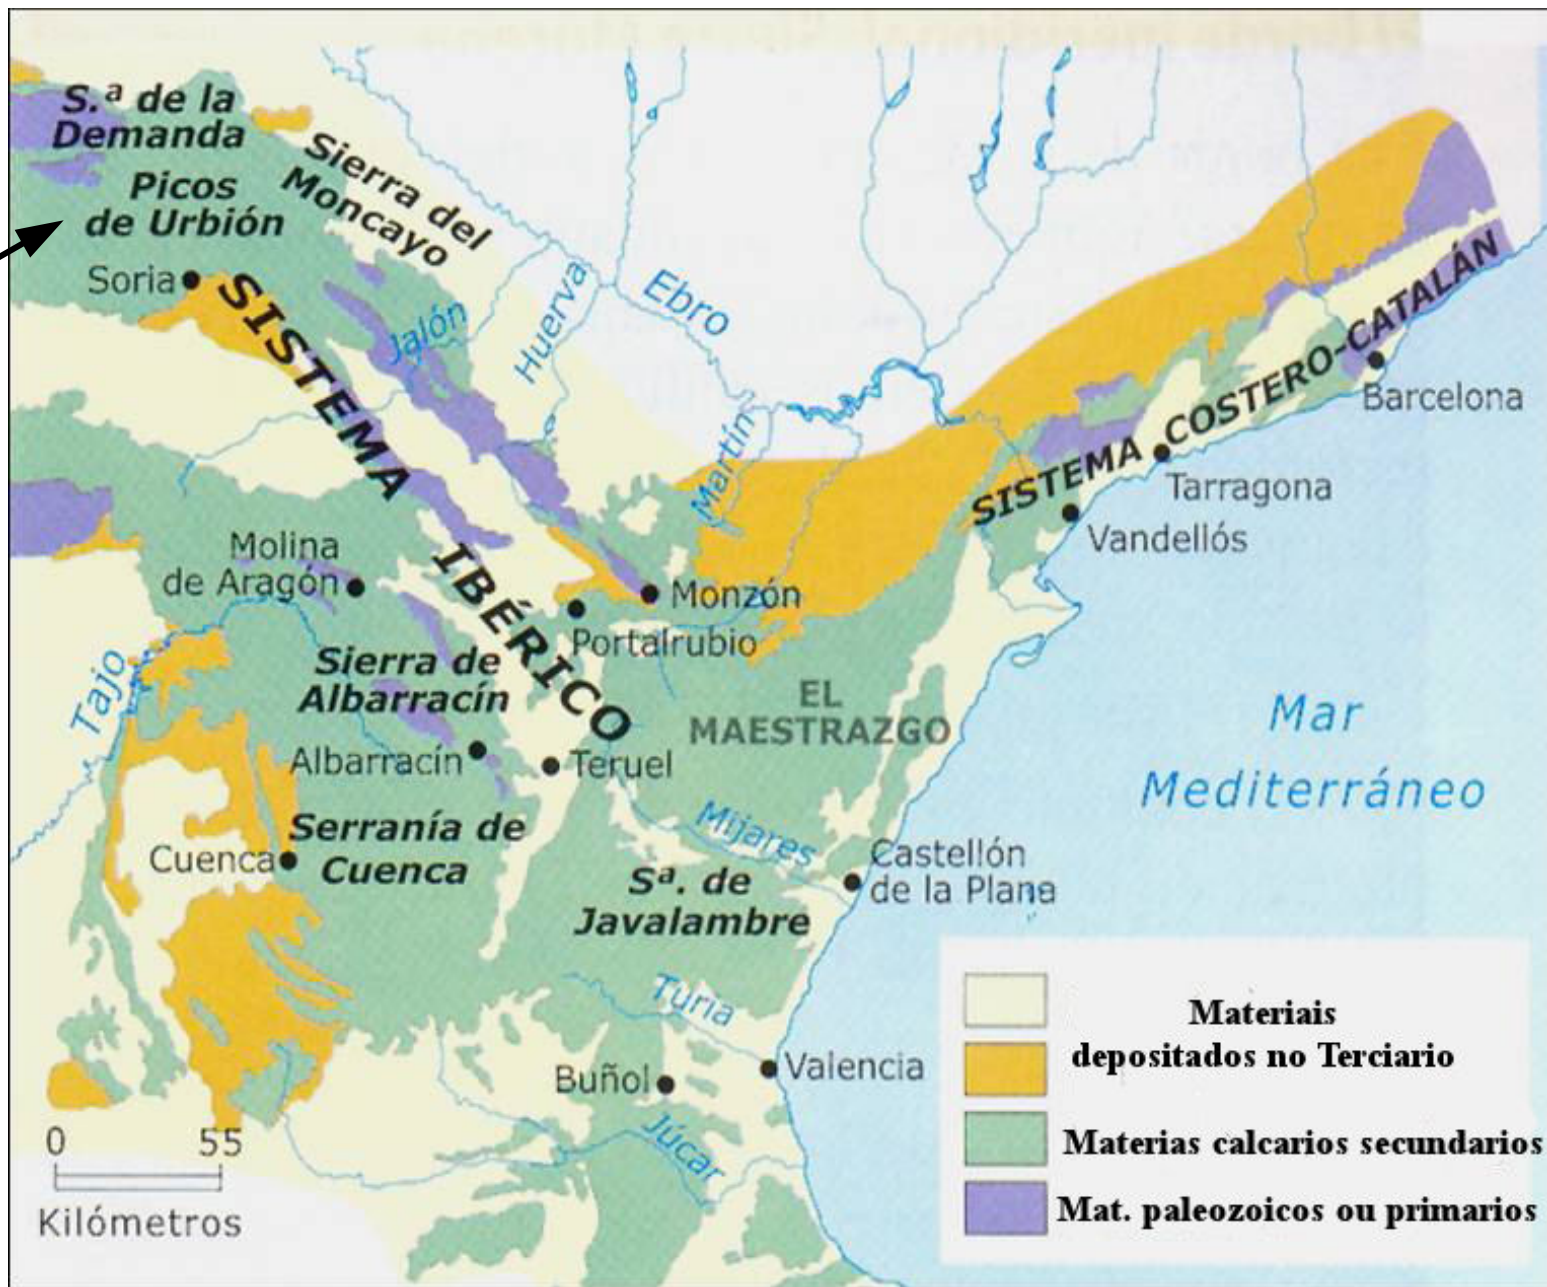 S.ª de la
Demanda
Picos
de Urbión
Sierra del
Moncayo
Soria
SISTEMA IBÉRICO
Jalón
Huerva
Ebro
Martín
SISTEMA COSTERO-CATALÁN
Barcelona
Tarragona
Vandellós
Molina
de Aragón
Monzón
Portalrubio
Tajo
Sierra de
Albarracín
EL
MAESTRAZGO
Albarracín
Teruel
Mar
Mediterráneo
Serranía de
Cuenca
Cuenca
Mijares
Castellón
de la Plana
Sª. de
Javalambre
Turia
Valencia
Buñol
Júcar
0 55
Kilómetros
Materiais
depositados no Terciario
Materias calcarios secundarios
Mat. paleozoicos ou primarios